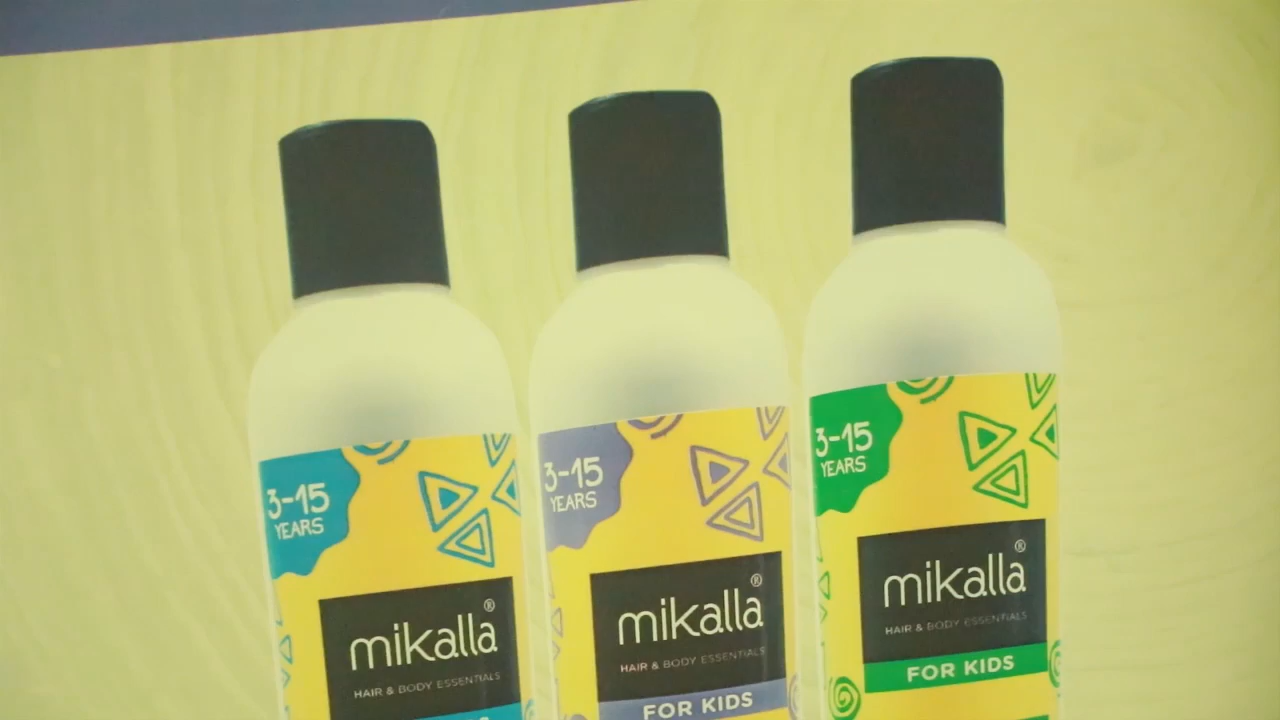 3-15
YEARS
mikalla®
HAIR & BODY ESSENTIALS
3-15
YEARS
mikalla®
HAIR & BODY ESSENTIALS
FOR KIDS
3-15
YEARS
mikalla®
HAIR & BODY ESSENTIALS
FOR KIDS